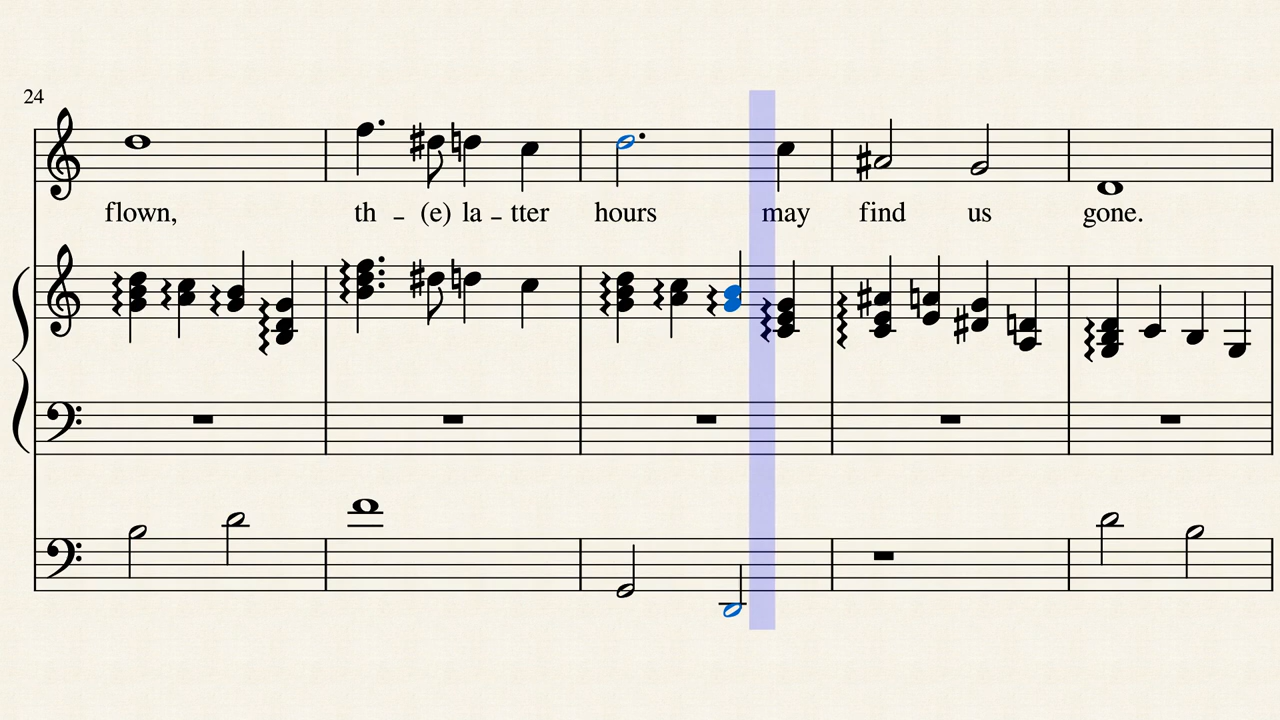 24
flown, th - (e) la - tter hours may find us gone.